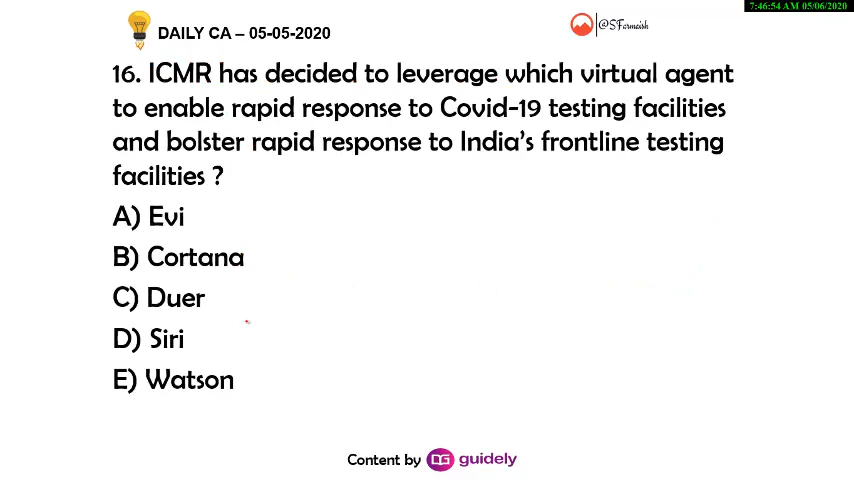 7:46:54 AM 05/06/2020
DAILY CA – 05-05-2020
@SFarmaish
16. ICMR has decided to leverage which virtual agent
to enable rapid response to Covid-19 testing facilities
and bolster rapid response to India's frontline testing
facilities ?
A) Evi
B) Cortana
C) Duer
D) Siri
E) Watson
Content by guidely